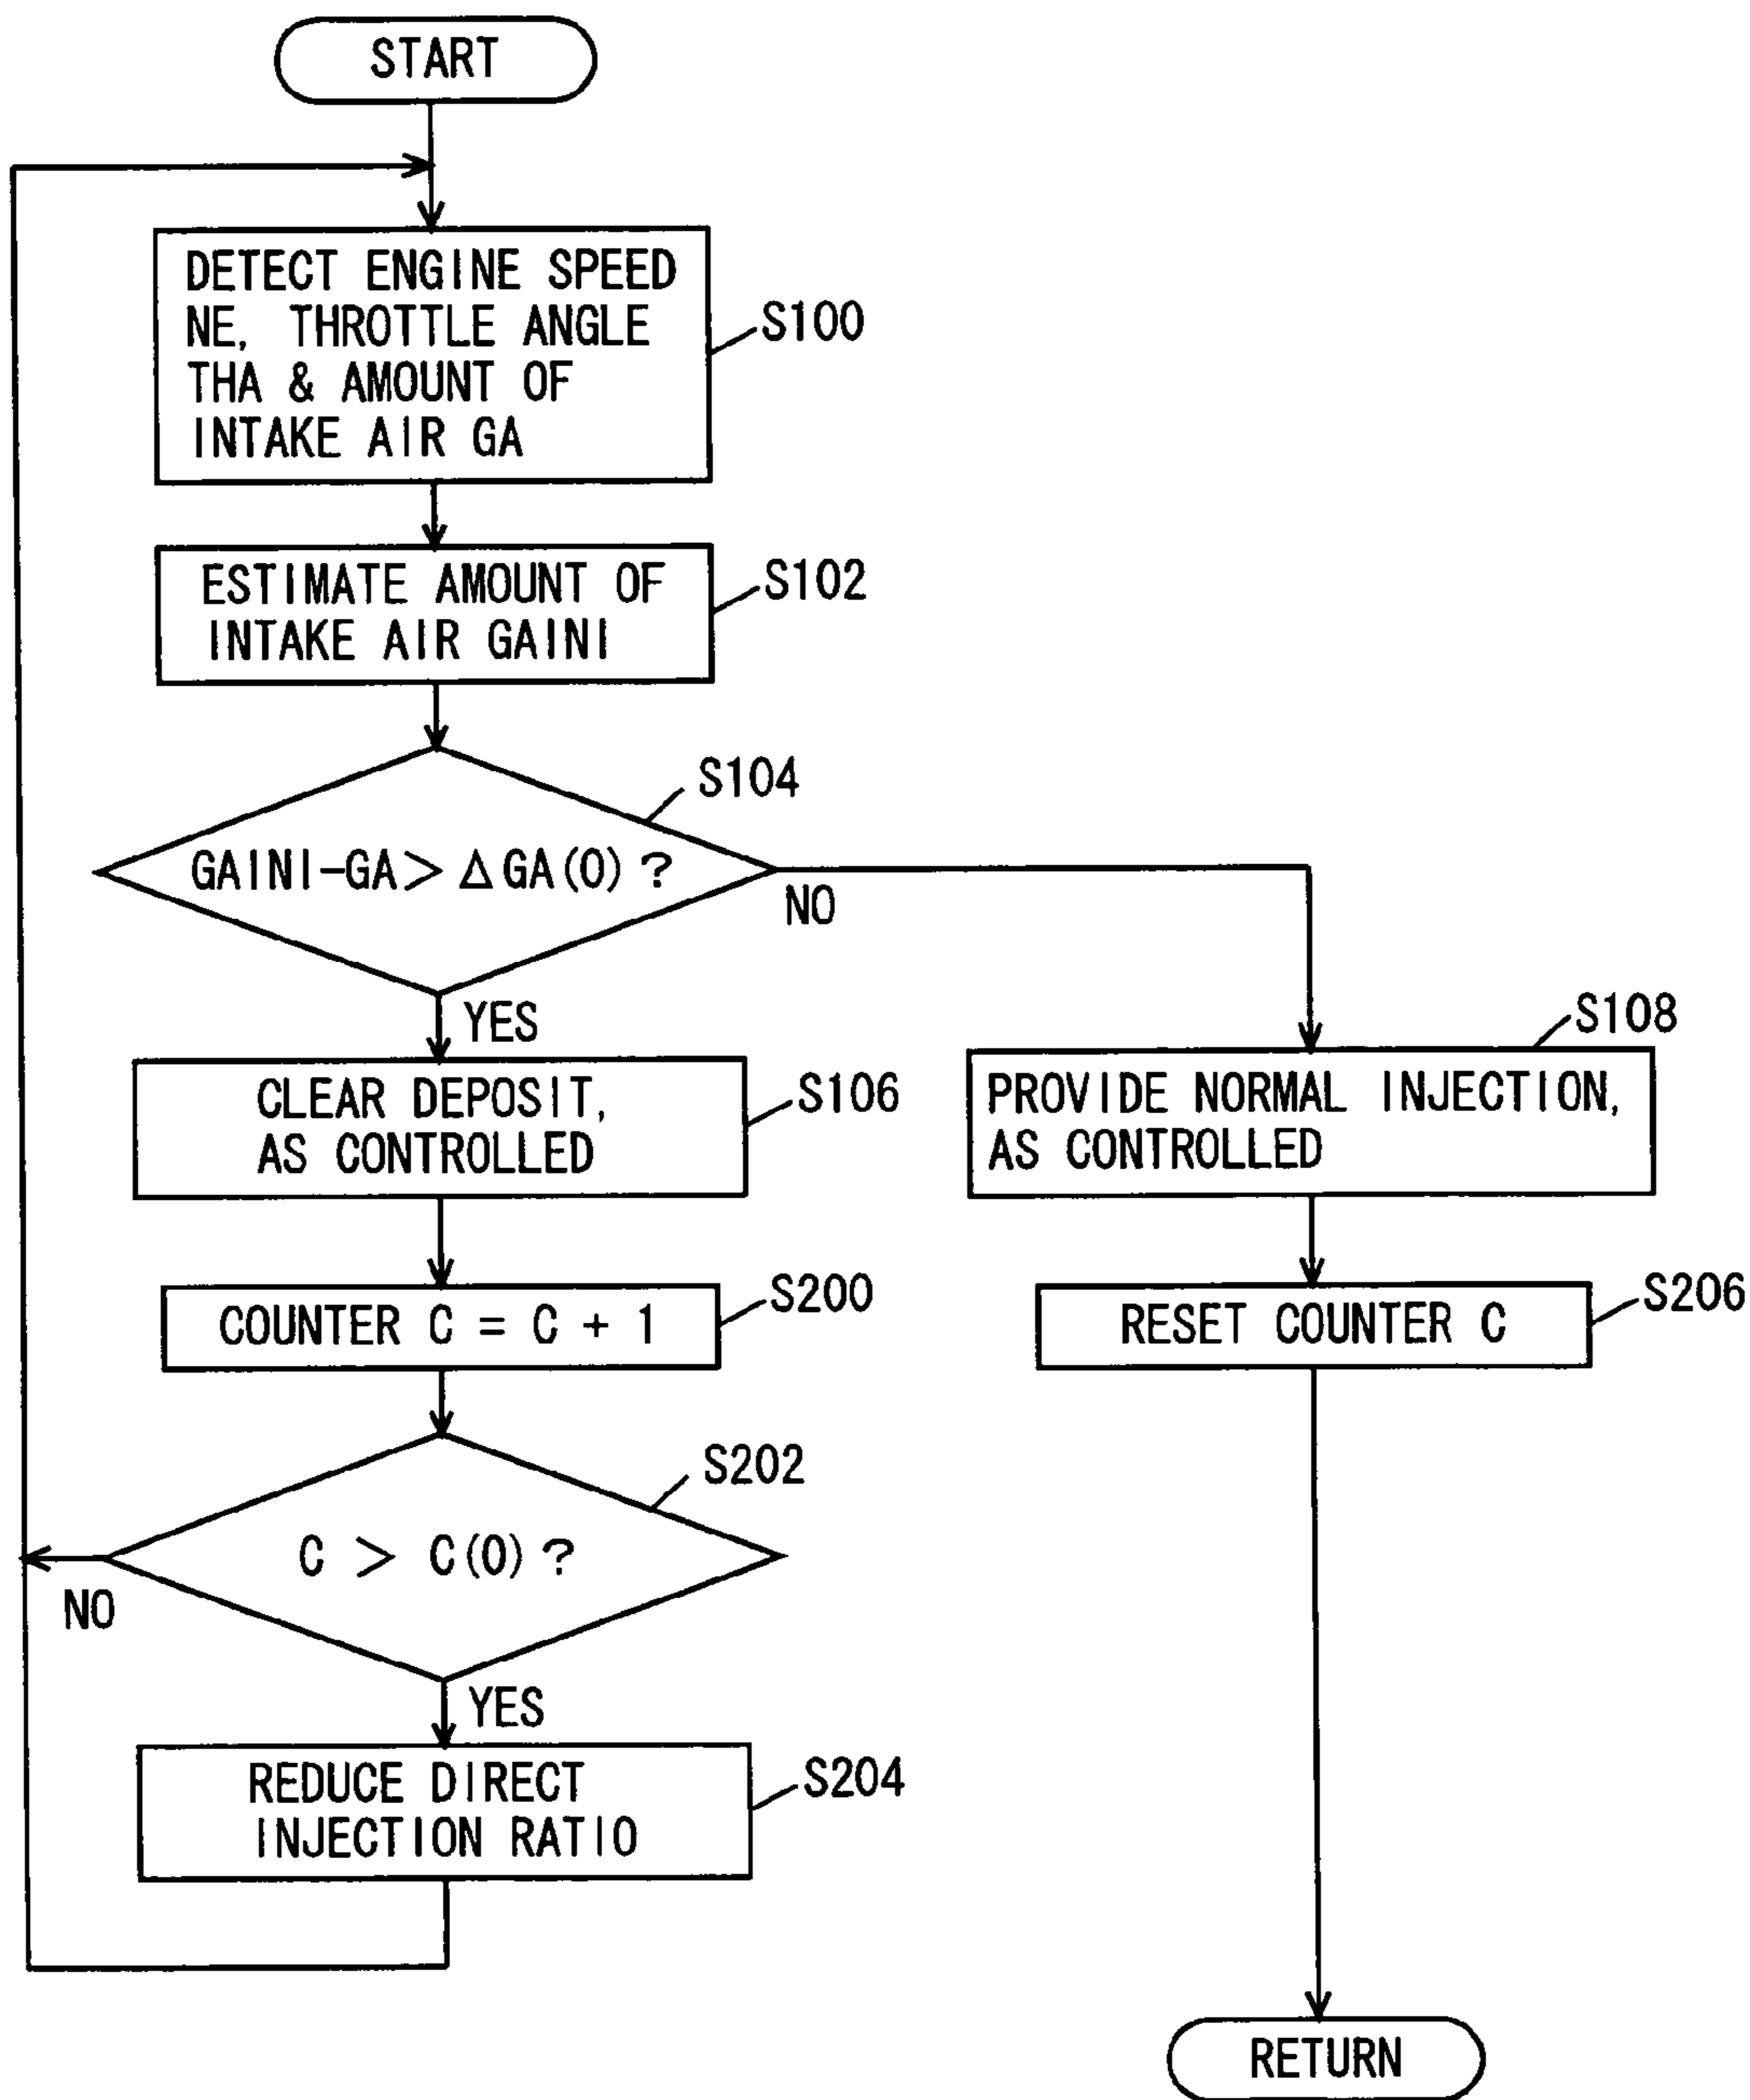 START
DETECT ENGINE SPEED
NE, THROTTLE ANGLE
THA & AMOUNT OF
INTAKE AIR GA
S100
ESTIMATE AMOUNT OF
INTAKE AIR GAINI
S102
S104
GAINI-GA> Δ GA(0) ?
NO
YES
CLEAR DEPOSIT,
AS CONTROLLED
S106
S108
PROVIDE NORMAL INJECTION,
AS CONTROLLED
COUNTER C = C + 1
S200
RESET COUNTER C
S206
S202
C > C(0) ?
NO
YES
REDUCE DIRECT
INJECTION RATIO
S204
RETURN